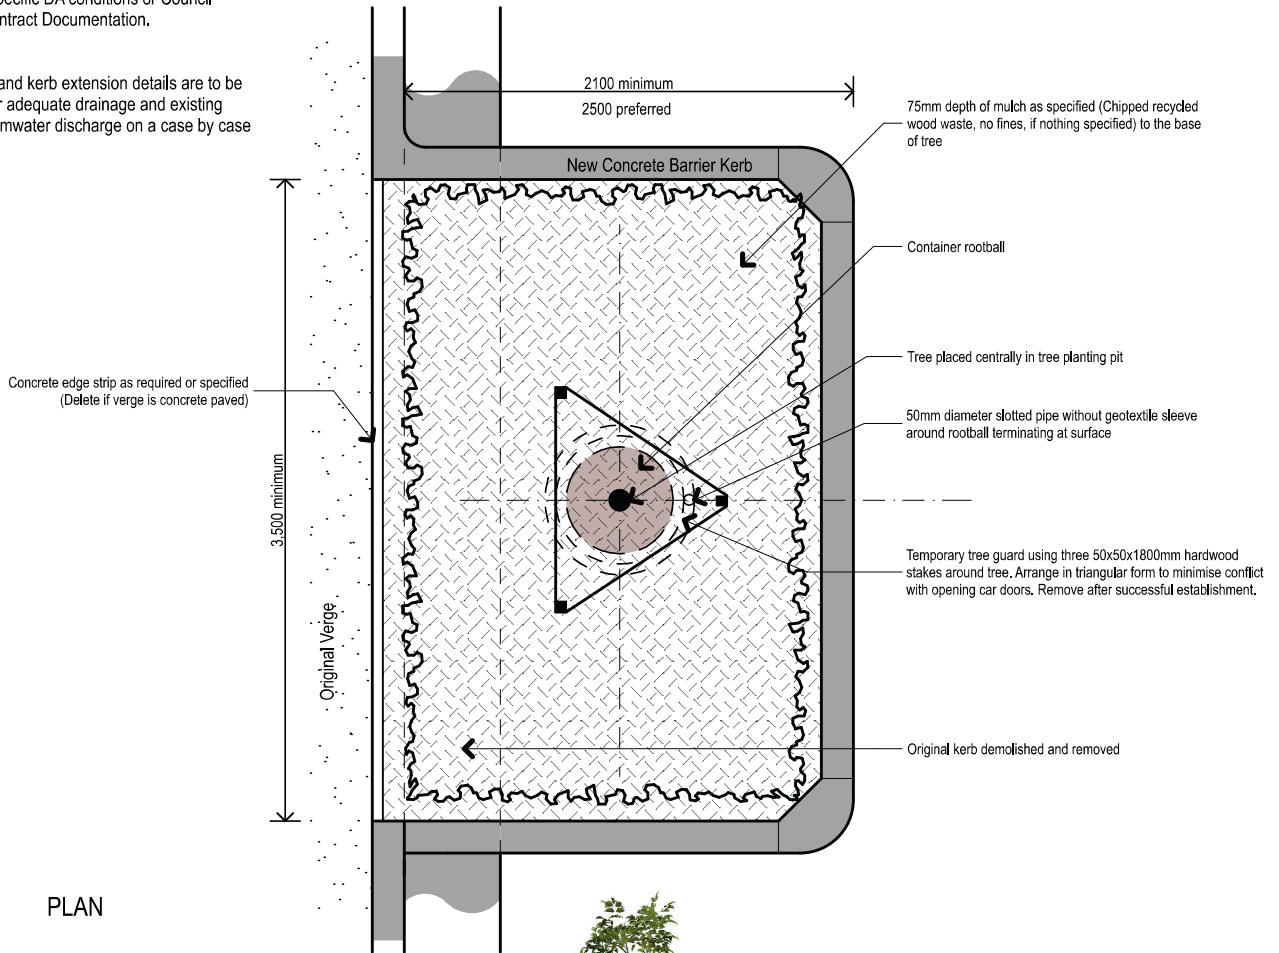 DA conditions of Council
ntract Documentation.
and kerb extension details are to be
adequate drainage and existing
mwater discharge on a case by case
2100 minimum
2500 preferred
New Concrete Barrier Kerb
75mm depth of mulch as specified (Chipped recycled
wood waste, no fines, if nothing specified) to the base
of tree
Container rootball
Tree placed centrally in tree planting pit
50mm diameter slotted pipe without geotextile sleeve
around rootball terminating at surface
Temporary tree guard using three 50x50x1800mm hardwood
stakes around tree. Arrange in triangular form to minimise conflict
with opening car doors. Remove after successful establishment.
Original kerb demolished and removed
Concrete edge strip as required or specified
(Delete if verge is concrete paved)
3,500 minimum
Original Verge
PLAN